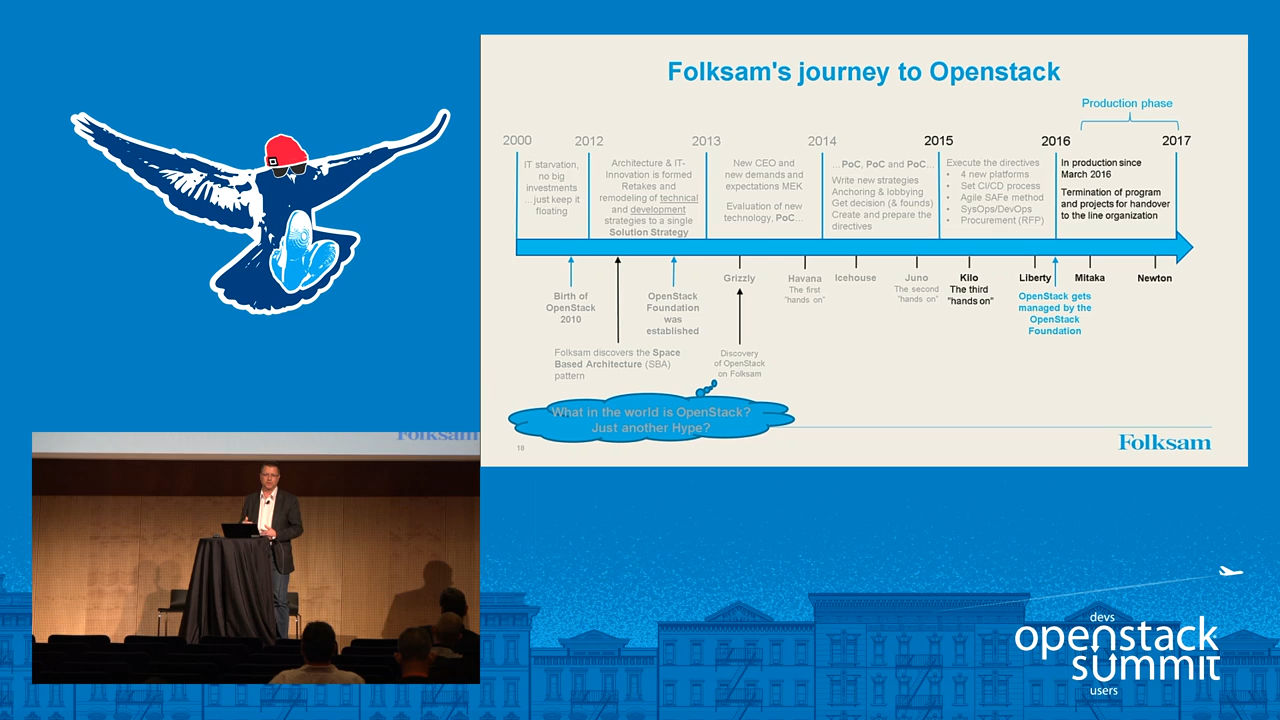 Folksam's journey to Openstack
Production phase
2000
2012
2013
2014
2015
2016
2017
IT starvation,
no big
investments
…just keep it
floating
Architecture & IT-
Innovation is formed
Retakes and
remodeling of technical
and development
strategies to a single
Solution Strategy
New CEO and
new demands and
expectations MEK
Evaluation of new
technology, PoC…
…PoC, PoC and PoC…
Write new strategies
Anchoring & lobbying
Get decision (& founds)
Create and prepare the
directives
Execute the directives
• 4 new platforms
• Set CI/CD process
• Agile SAFe method
• SysOps/DevOps
• Procurement (RFP)
In production since
March 2016
Termination of program
and projects for handover
to the line organization
Birth of
OpenStack
2010
Folksam discovers the Space
Based Architecture (SBA)
pattern
OpenStack
Foundation
was
established
Grizzly
Discovery
of OpenStack
on Folksam
Havana
The first
"hands on"
Icehouse
Juno
The second
"hands on"
Kilo
The third
"hands on"
Liberty
OpenStack gets
managed by the
OpenStack
Foundation
Mitaka
Newton
What in the world is OpenStack?
Just another Hype?
18
Folksam
Folksam
devs
openstack
summit
users